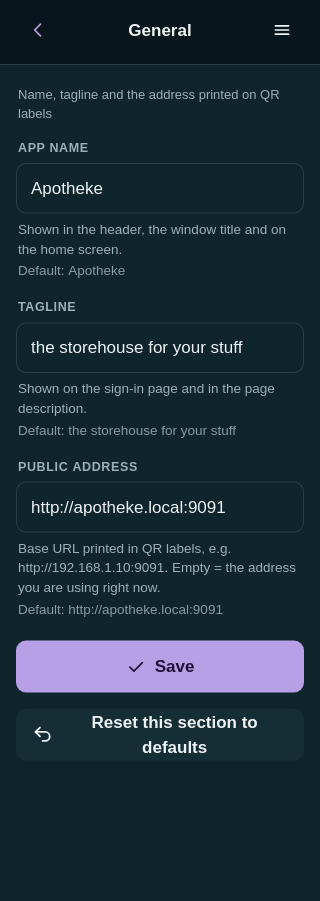 General
Name, tagline and the address printed on QR
labels
APP NAME
Apotheke
Shown in the header, the window title and on
the home screen.
Default: Apotheke
TAGLINE
the storehouse for your stuff
Shown on the sign-in page and in the page
description.
Default: the storehouse for your stuff
PUBLIC ADDRESS
http://apotheke.local:9091
Base URL printed in QR labels, e.g.
http://192.168.1.10:9091. Empty = the address
you are using right now.
Default: http://apotheke.local:9091
Save
Reset this section to
defaults